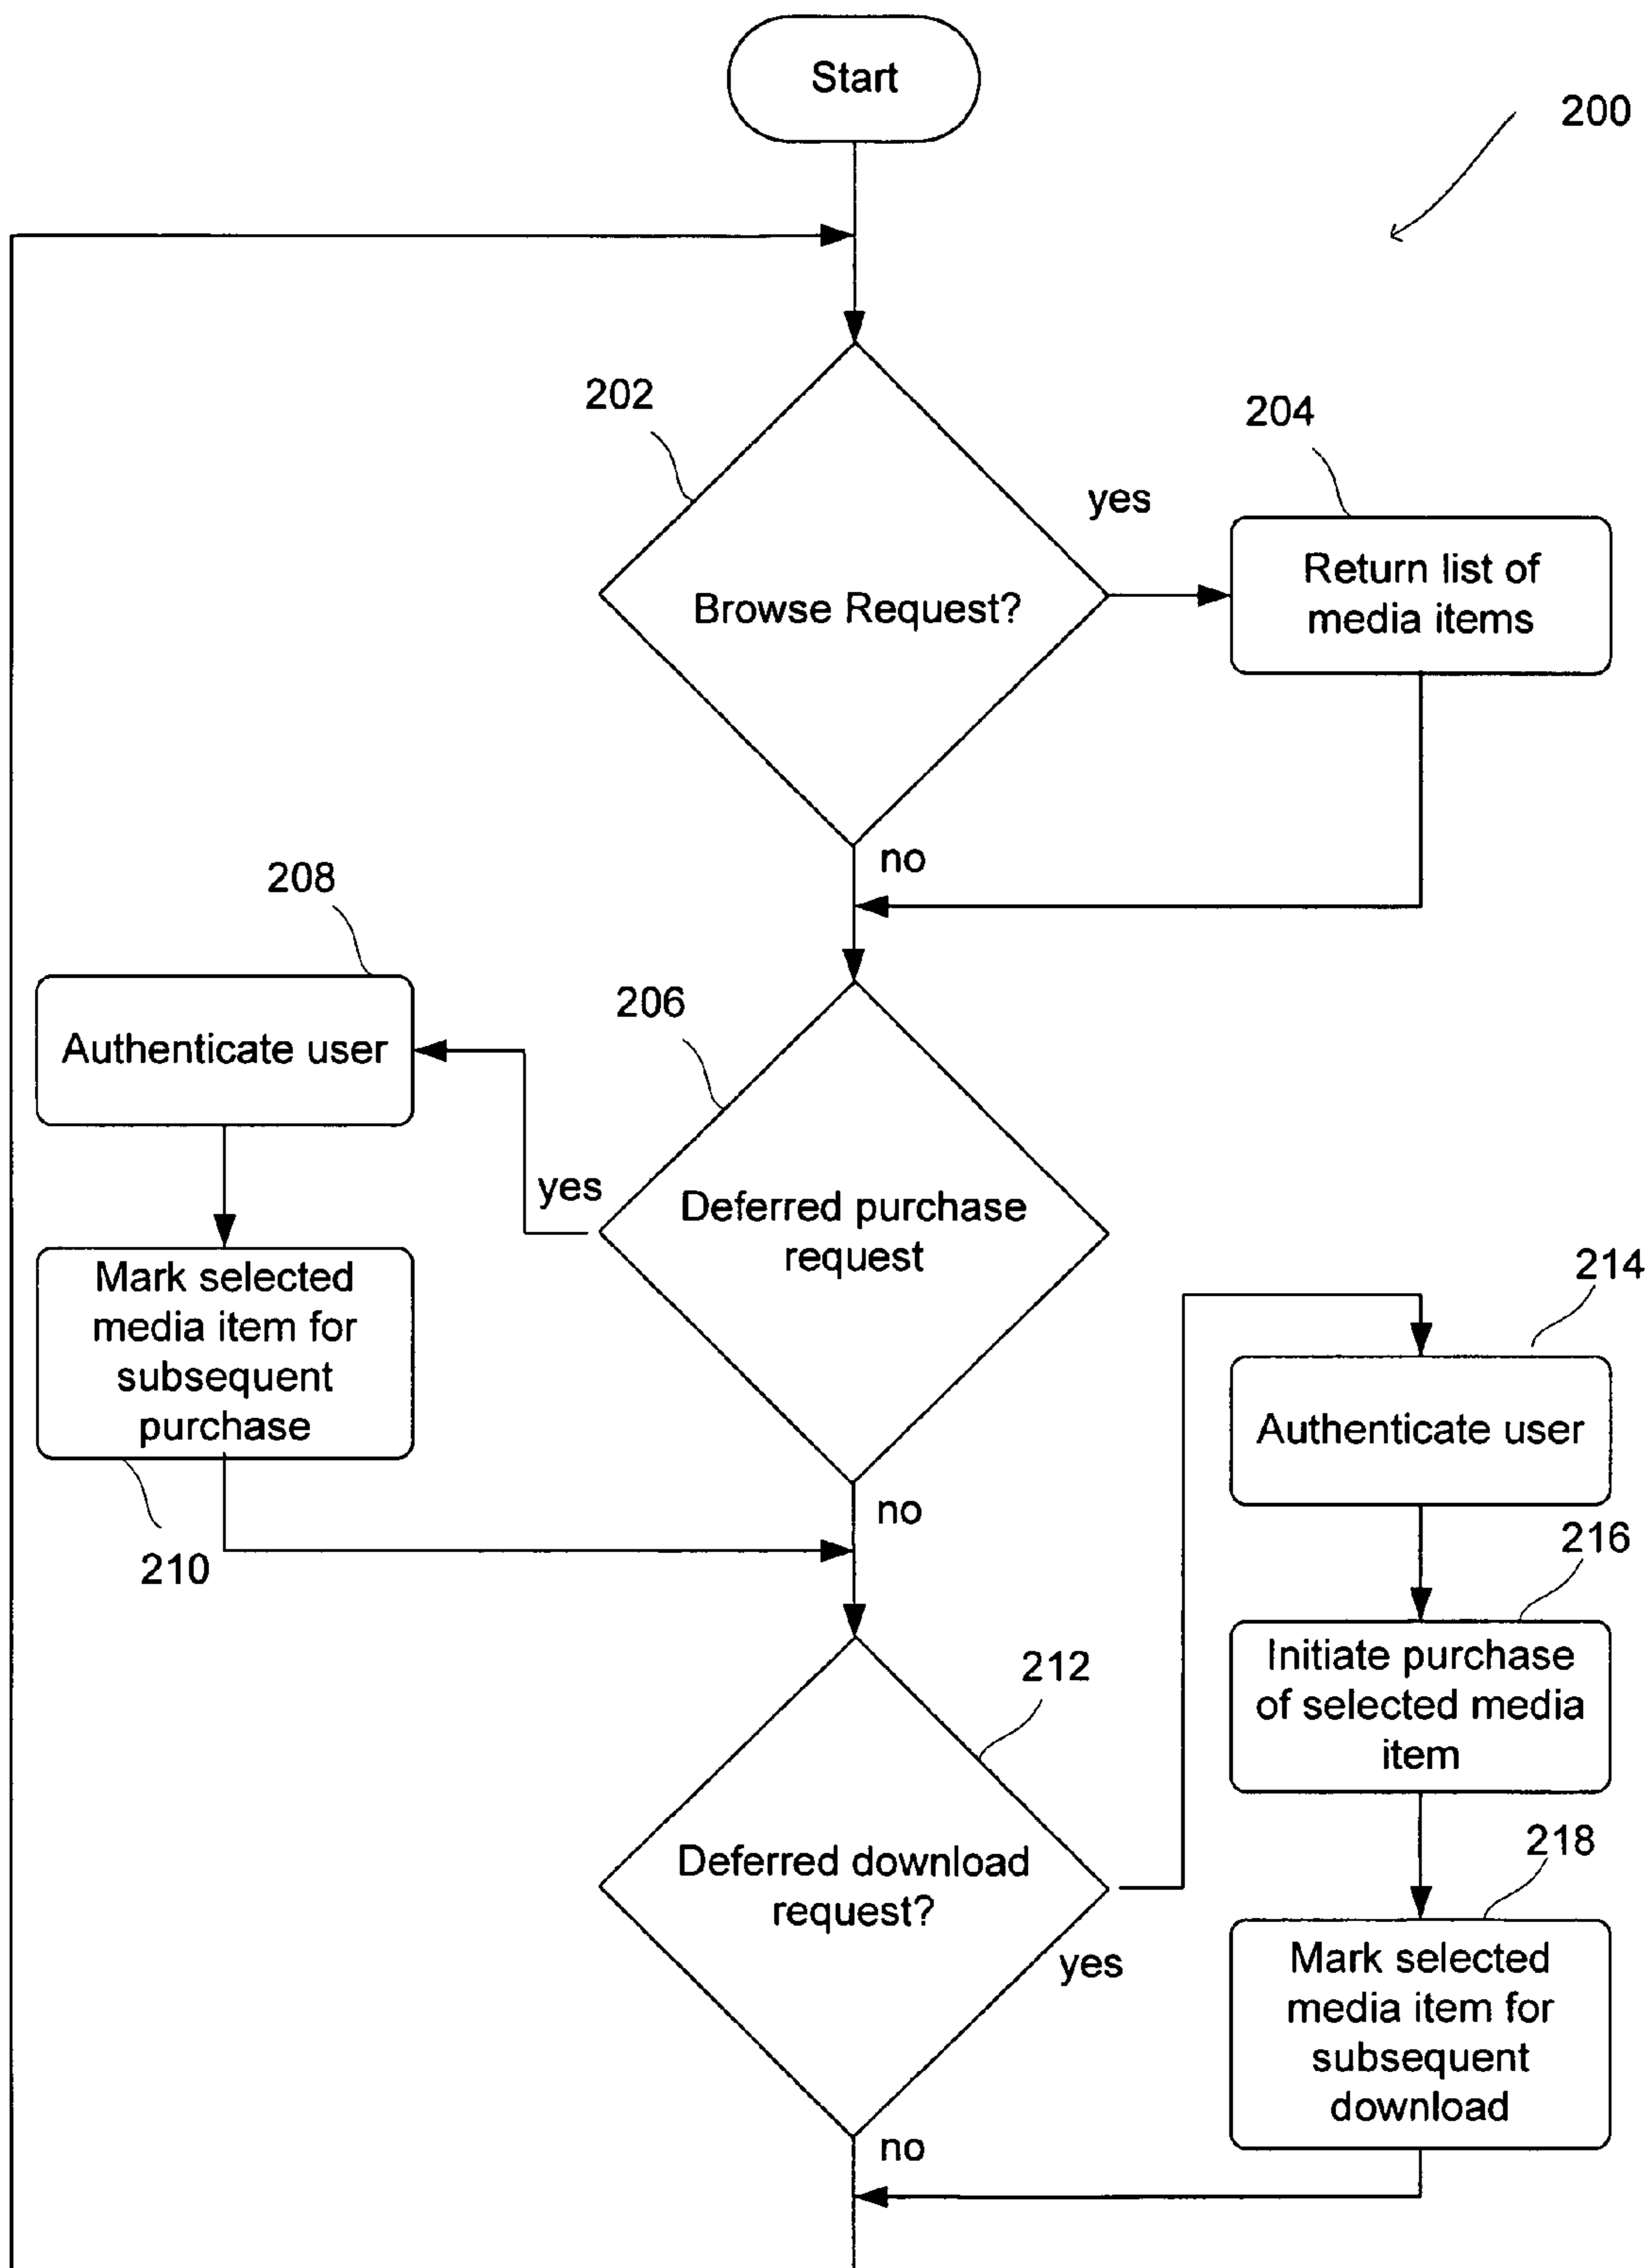 Start
200
202
204
yes
Return list of
media items
Browse Request?
no
208
206
Authenticate user
yes
Deferred purchase
request
214
Mark selected
media item for
subsequent
purchase
Authenticate user
no
216
210
212
Initiate purchase
of selected media
item
218
Deferred download
request?
yes
Mark selected
media item for
subsequent
download
no